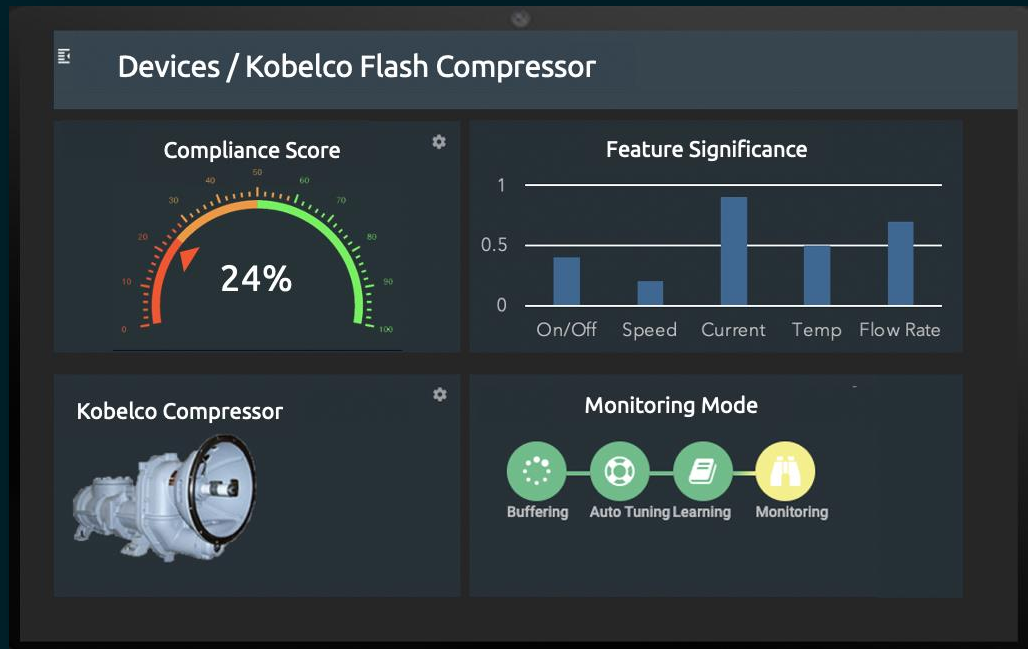 Devices / Kobelco Flash Compressor
Compliance Score
0
10
20
30
40
50
60
70
80
90
100
24%
Feature Significance
1
0.5
0
On/Off Speed Current Temp Flow Rate
Kobelco Compressor
Monitoring Mode
Buffering Auto Tuning Learning Monitoring